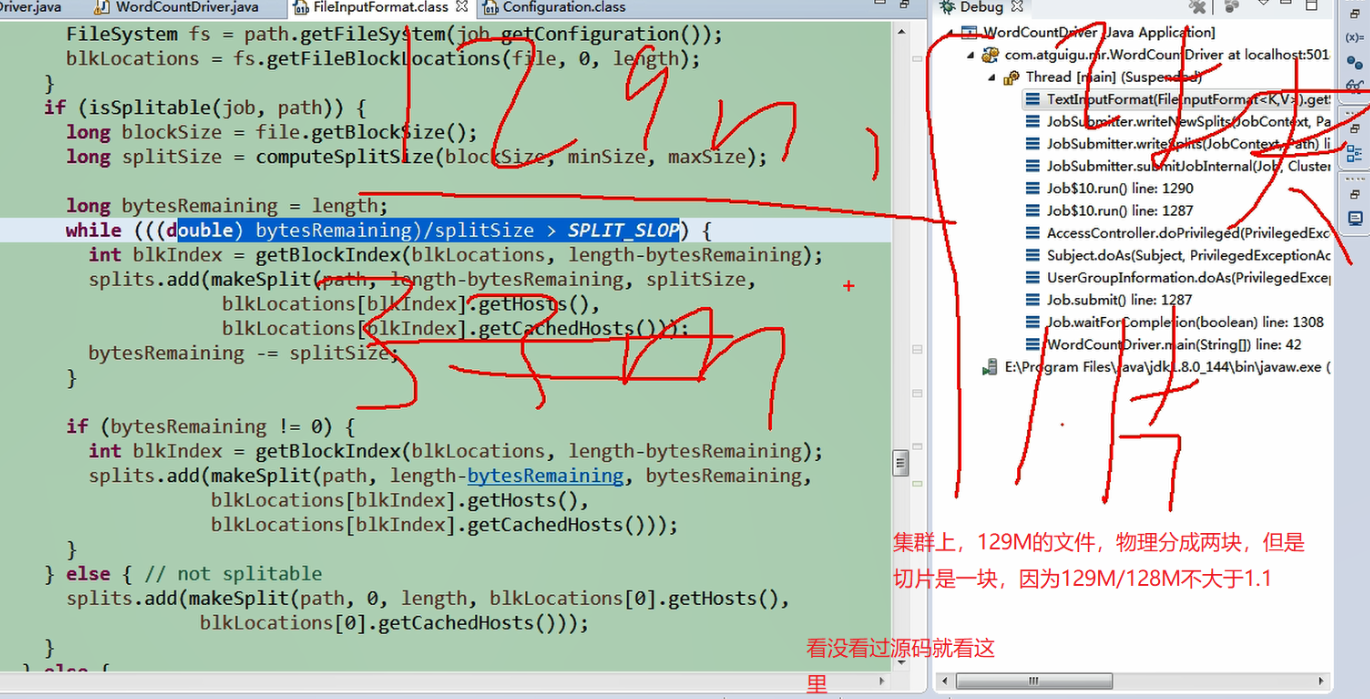 Driver.java
WordCountDriver.java
FileInputFormat.class
Configuration.class
FileSystem fs = path.getFileSystem(job.getConfiguration());
blkLocations = fs.getFileBlockLocations(file, 0, length);
}
if (isSplitable(job, path)) {
long blockSize = file.getBlockSize();
long splitSize = computeSplitSize(blockSize, minSize, maxSize);
long bytesRemaining = length;
while (((double) bytesRemaining)/splitSize > SPLIT_SLOP) {
int blkIndex = getBlockIndex(blkLocations, length-bytesRemaining);
splits.add(makeSplit(path, length-bytesRemaining, splitSize,
blkLocations[blkIndex].getHosts(),
blkLocations[blkIndex].getCachedHosts()));
bytesRemaining -= splitSize;
}
if (bytesRemaining != 0) {
int blkIndex = getBlockIndex(blkLocations, length-bytesRemaining);
splits.add(makeSplit(path, length-bytesRemaining, bytesRemaining,
blkLocations[blkIndex].getHosts(),
blkLocations[blkIndex].getCachedHosts()));
}
} else { // not splitable
splits.add(makeSplit(path, 0, length, blkLocations[0].getHosts(),
blkLocations[0].getCachedHosts()));
}
} else {
Debug
WordCountDriver [Java Application]
com.atguigu.mr.WordCountDriver at localhost:501
Thread [main] (Suspended)
TextInputFormat(FileInputFormat<K,V>).getS
JobSubmitter.writeNewSplits(JobContext, Pa
JobSubmitter.writeSplits(JobContext, Path) li
JobSubmitter.submitJobInternal(Job, Cluster
Job$10.run() line: 1290
Job$10.run() line: 1287
AccessController.doPrivileged(PrivilegedExc
Subject.doAs(Subject, PrivilegedExceptionAc
UserGroupInformation.doAs(PrivilegedExcep
Job.submit() line: 1287
Job.waitForCompletion(boolean) line: 1308
WordCountDriver.main(String[]) line: 42
E:\Program Files\Java\jdk1.8.0_144\bin\javaw.exe (
129m
2块
1片
集群上，129M的文件，物理分成两块，但是
切片是一块，因为129M/128M不大于1.1
看没看过源码就看这
里